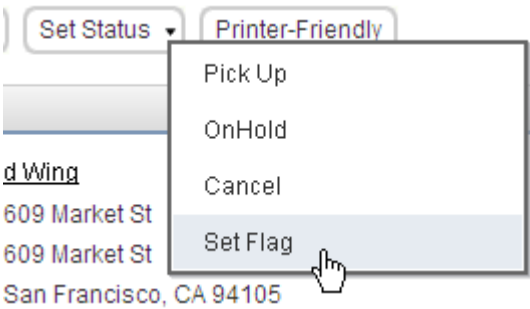 Set Status Printer-Friendly
Pick Up
OnHold
Cancel
Set Flag
d Wing
609 Market St
609 Market St
San Francisco, CA 94105